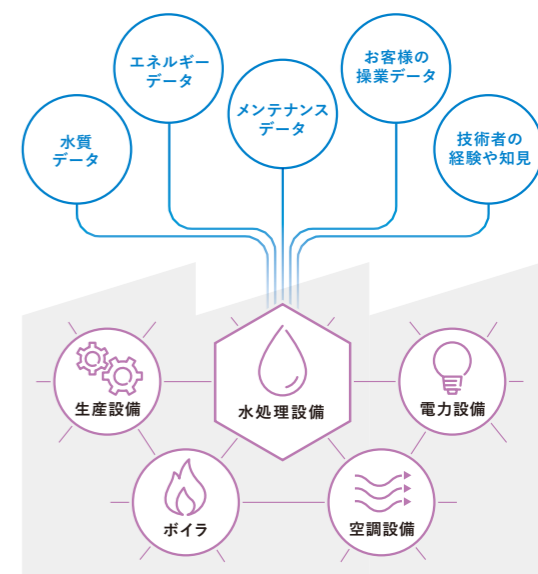 水質
データ
エネルギー
データ
メンテナンス
データ
お客様の
操業データ
技術者の
経験や知見
生産設備
水処理設備
電力設備
ボイラ
空調設備